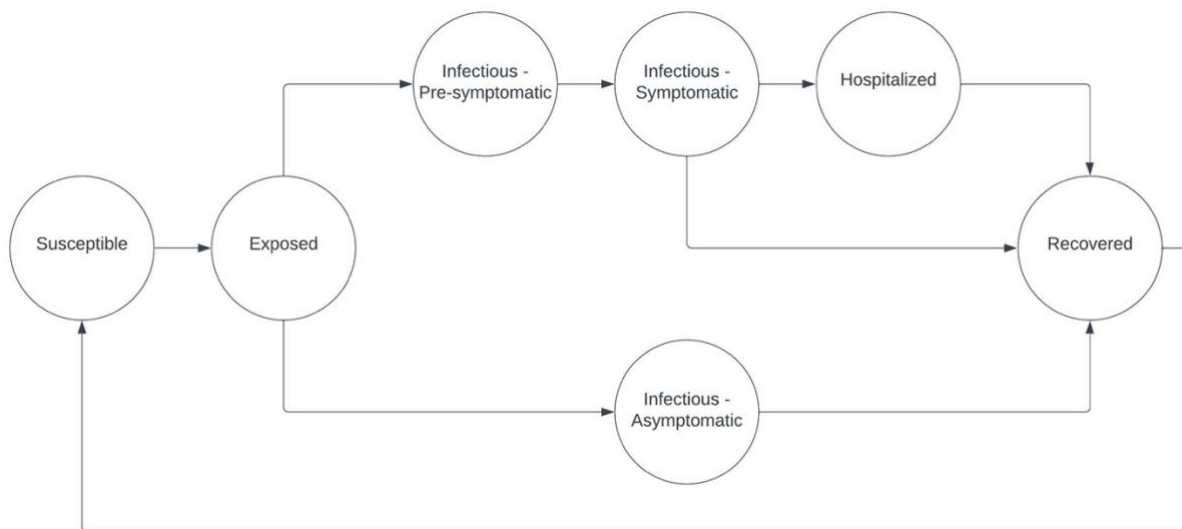 Infectious -
Pre-symptomatic
Infectious -
Symptomatic
Hospitalized
Susceptible
Exposed
Recovered
Infectious -
Asymptomatic